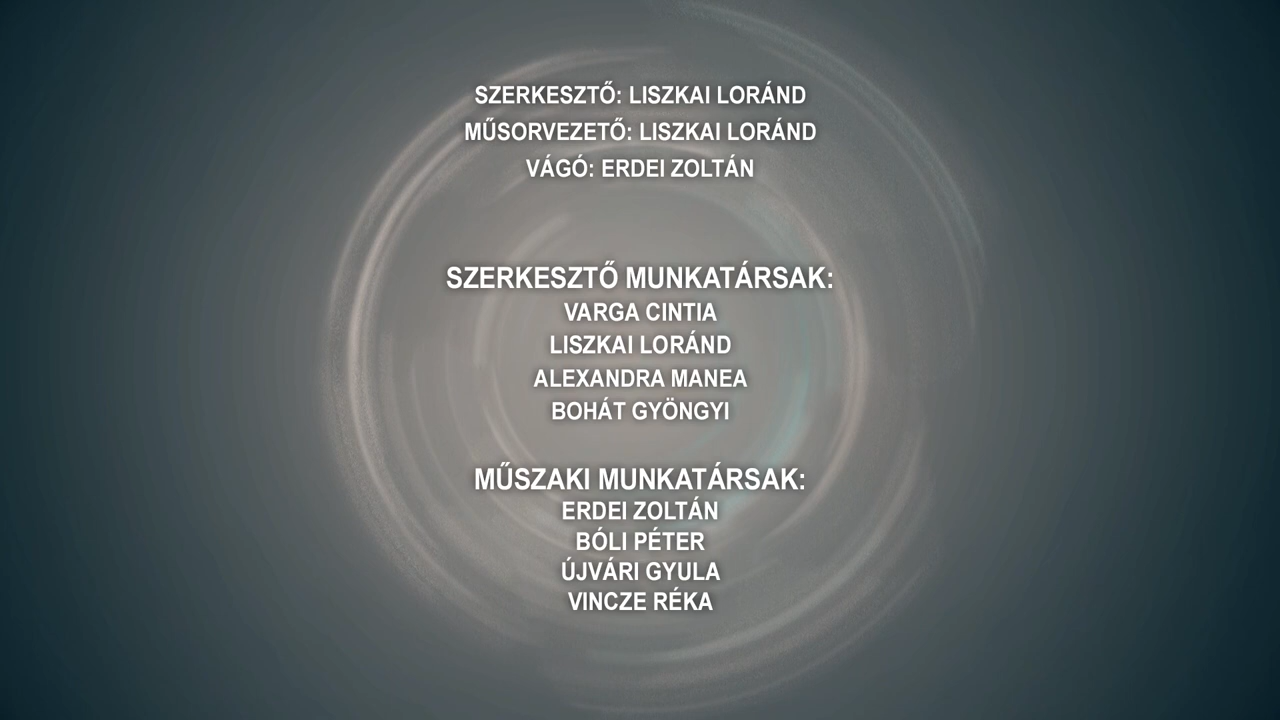 SZERKESZTŐ: LISZKAI LORÁND
MŰSORVEZETŐ: LISZKAI LORÁND
VÁGÓ: ERDEI ZOLTÁN
SZERKESZTŐ MUNKATÁRSAK:
VARGA CINTIA
LISZKAI LORÁND
ALEXANDRA MANEA
BOHÁT GYÖNGYI
MŰSZAKI MUNKATÁRSAK:
ERDEI ZOLTÁN
BÓLI PÉTER
ÚJVÁRI GYULA
VINCZE RÉKA